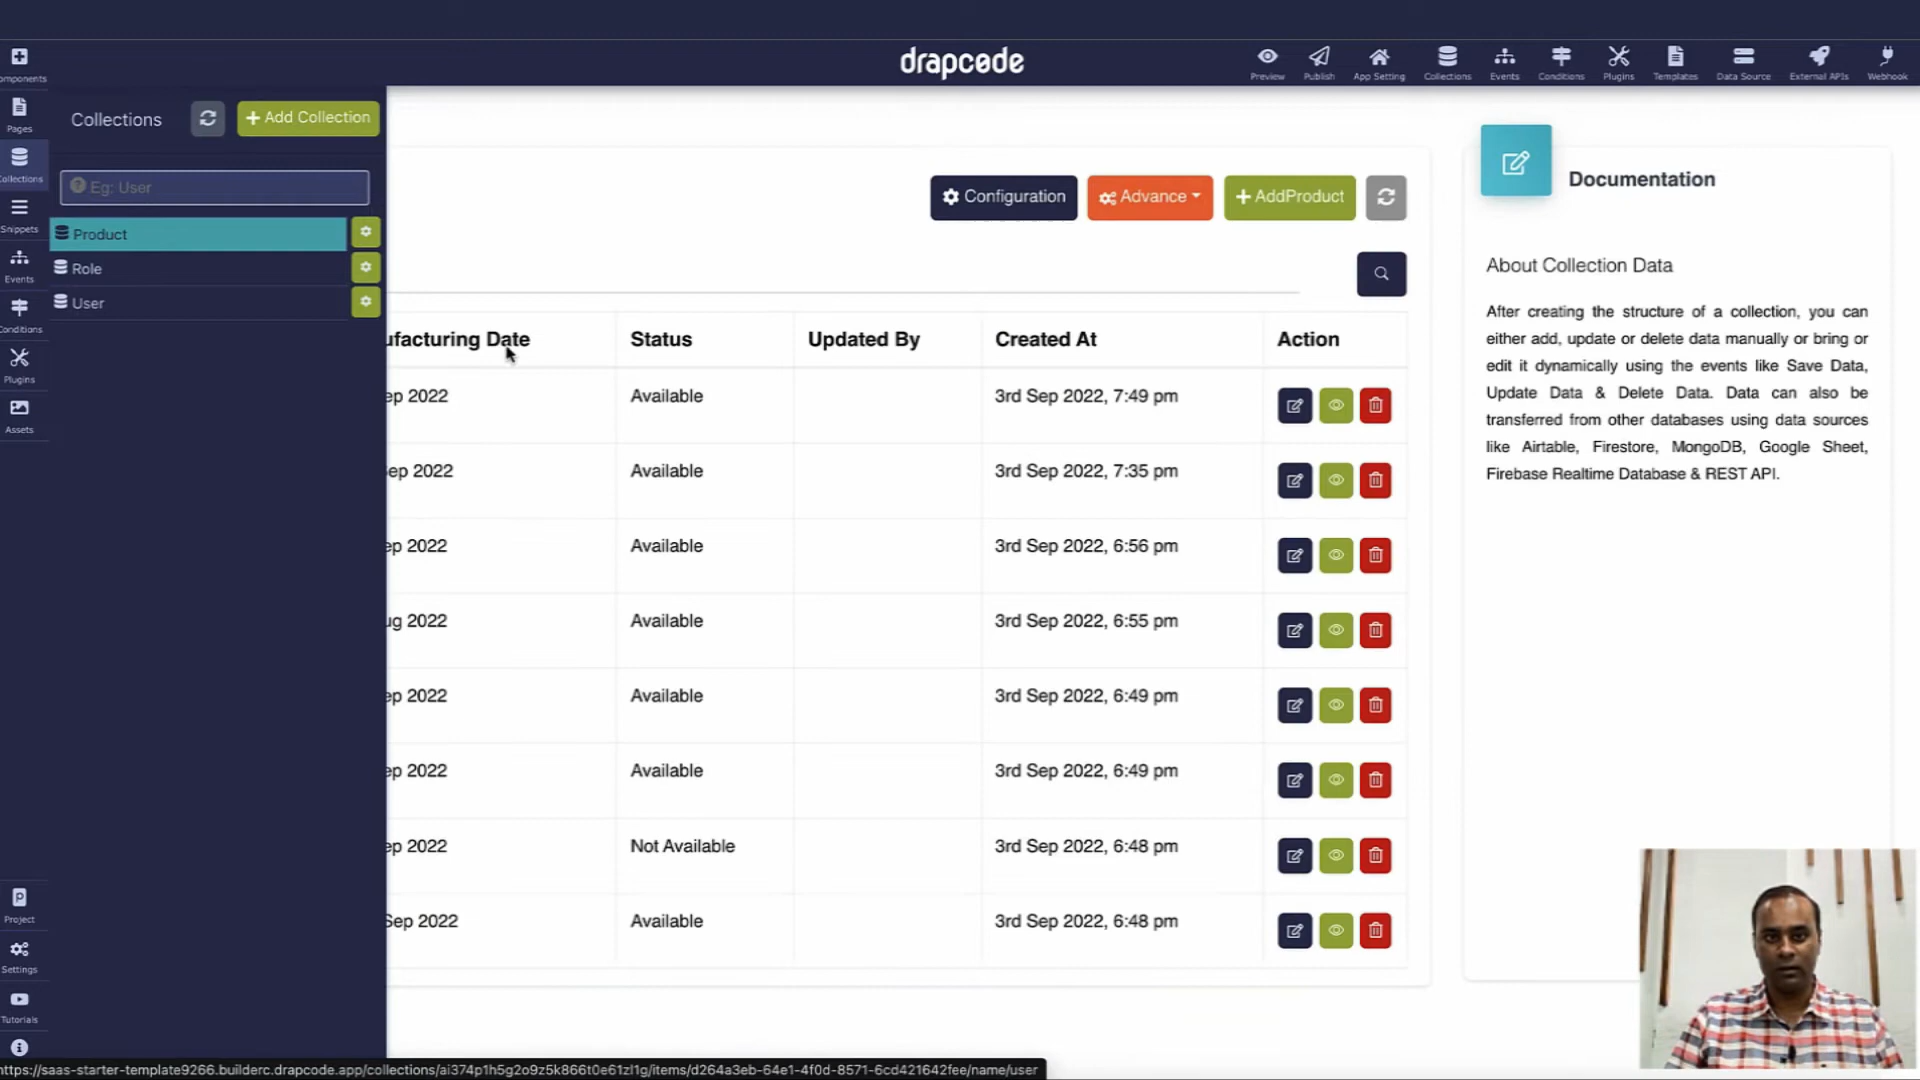 drapcode
Preview
Publish
App Setting
Collections
Events
Conditions
Plugins
Templates
Data Source
External APIs
Webhook
omponents
Pages
ollections
Snippets
Events
onditions
Plugins
Assets
Project
Settings
Tutorials
Collections
+ Add Collection
Eg: User
Product
Role
User
Configuration
Advance
+ AddProduct
ufacturing Date Status Updated By Created At Action
ep 2022 Available 3rd Sep 2022, 7:49 pm
Sep 2022 Available 3rd Sep 2022, 7:35 pm
ep 2022 Available 3rd Sep 2022, 6:56 pm
ug 2022 Available 3rd Sep 2022, 6:55 pm
ep 2022 Available 3rd Sep 2022, 6:49 pm
ep 2022 Available 3rd Sep 2022, 6:49 pm
ep 2022 Not Available 3rd Sep 2022, 6:48 pm
Sep 2022 Available 3rd Sep 2022, 6:48 pm
Documentation
About Collection Data
After creating the structure of a collection, you can
either add, update or delete data manually or bring or
edit it dynamically using the events like Save Data,
Update Data & Delete Data. Data can also be
transferred from other databases using data sources
like Airtable, Firestore, MongoDB, Google Sheet,
Firebase Realtime Database & REST API.
https://saas-starter-template9266.builderc.drapcode.app/collections/ai374p1h5g2o9z5k866t0e61zl1g/items/d264a3eb-64e1-4f0d-8571-6cd421642fee/name/user